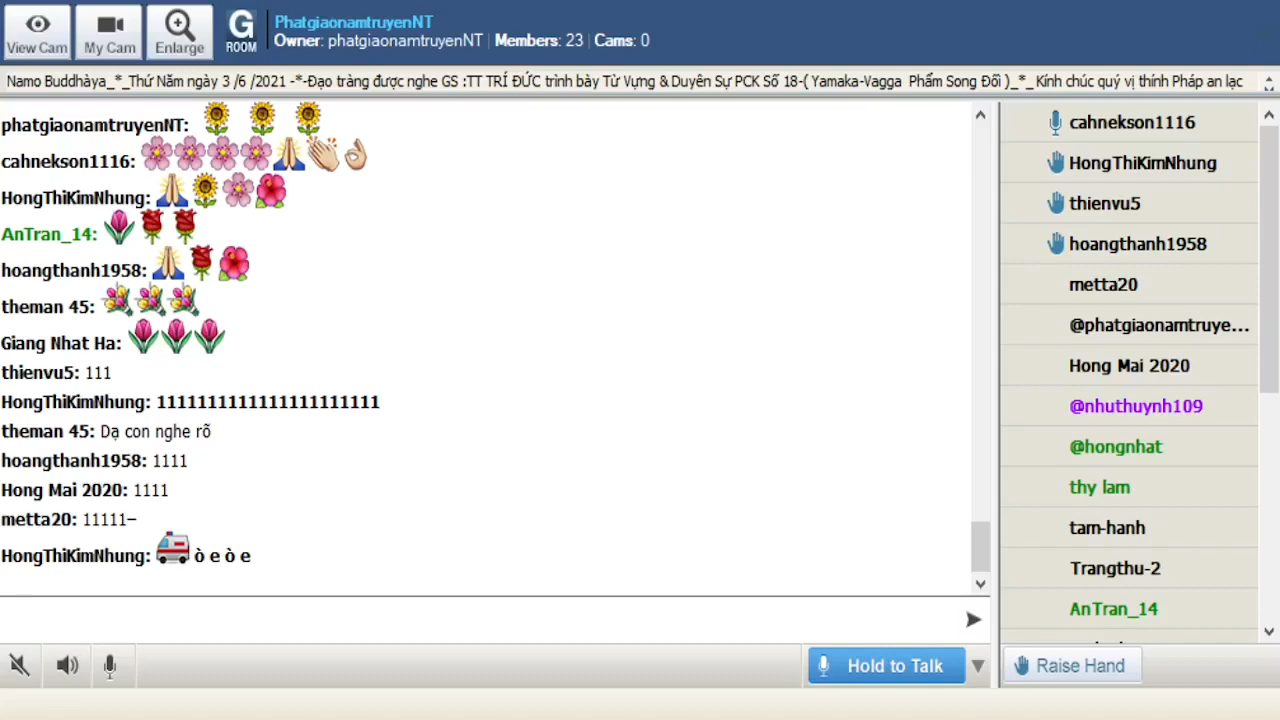 View Cam
My Cam
Enlarge
G
ROOM
PhatgiaonamtruyenNT
Owner: phatgiaonamtruyenNT | Members: 23 | Cams: 0
Namo Buddhàya_*_Thứ Năm ngày 3 /6 /2021 -*-Đạo tràng được nghe GS :TT TRÍ ĐỨC trình bày Từ Vựng & Duyên Sự PCK Số 18-( Yamaka-Vagga Phẩm Song Đối )_*_ Kính chúc quý vị thính Pháp an lạc
phatgiaonamtruyenNT:
cahnekson1116:
HongThiKimNhung:
AnTran_14:
hoangthanh1958:
theman 45:
Giang Nhat Ha:
thienvu5: 111
HongThiKimNhung: 1111111111111111111111
theman 45: Dạ con nghe rõ
hoangthanh1958: 1111
Hong Mai 2020: 1111
metta20: 11111–
HongThiKimNhung: ò e ò e
cahnekson1116
HongThiKimNhung
thienvu5
hoangthanh1958
metta20
@phatgiaonamtruye...
Hong Mai 2020
@nhuthuynh109
@hongnhat
thy lam
tam-hanh
Trangthu-2
AnTran_14
Hold to Talk
Raise Hand